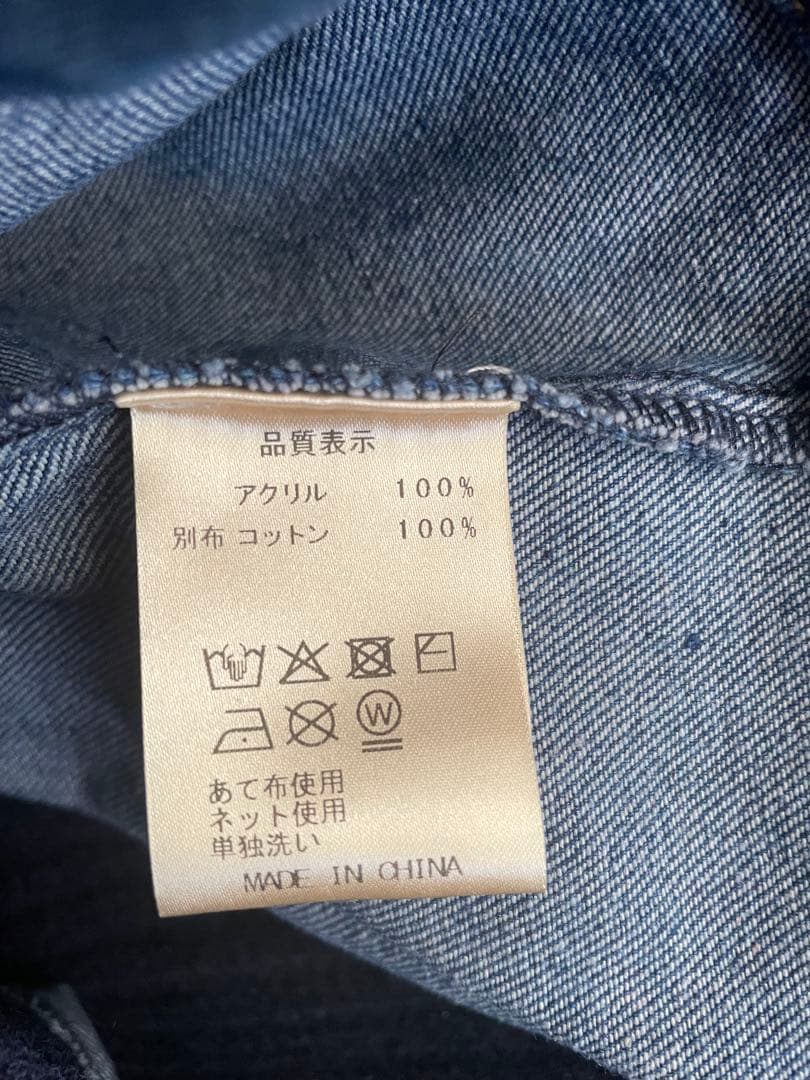 品質表示
アクリル 100%
別布 コットン 100%
W
あて布使用
ネット使用
単独洗い
MADE IN CHINA